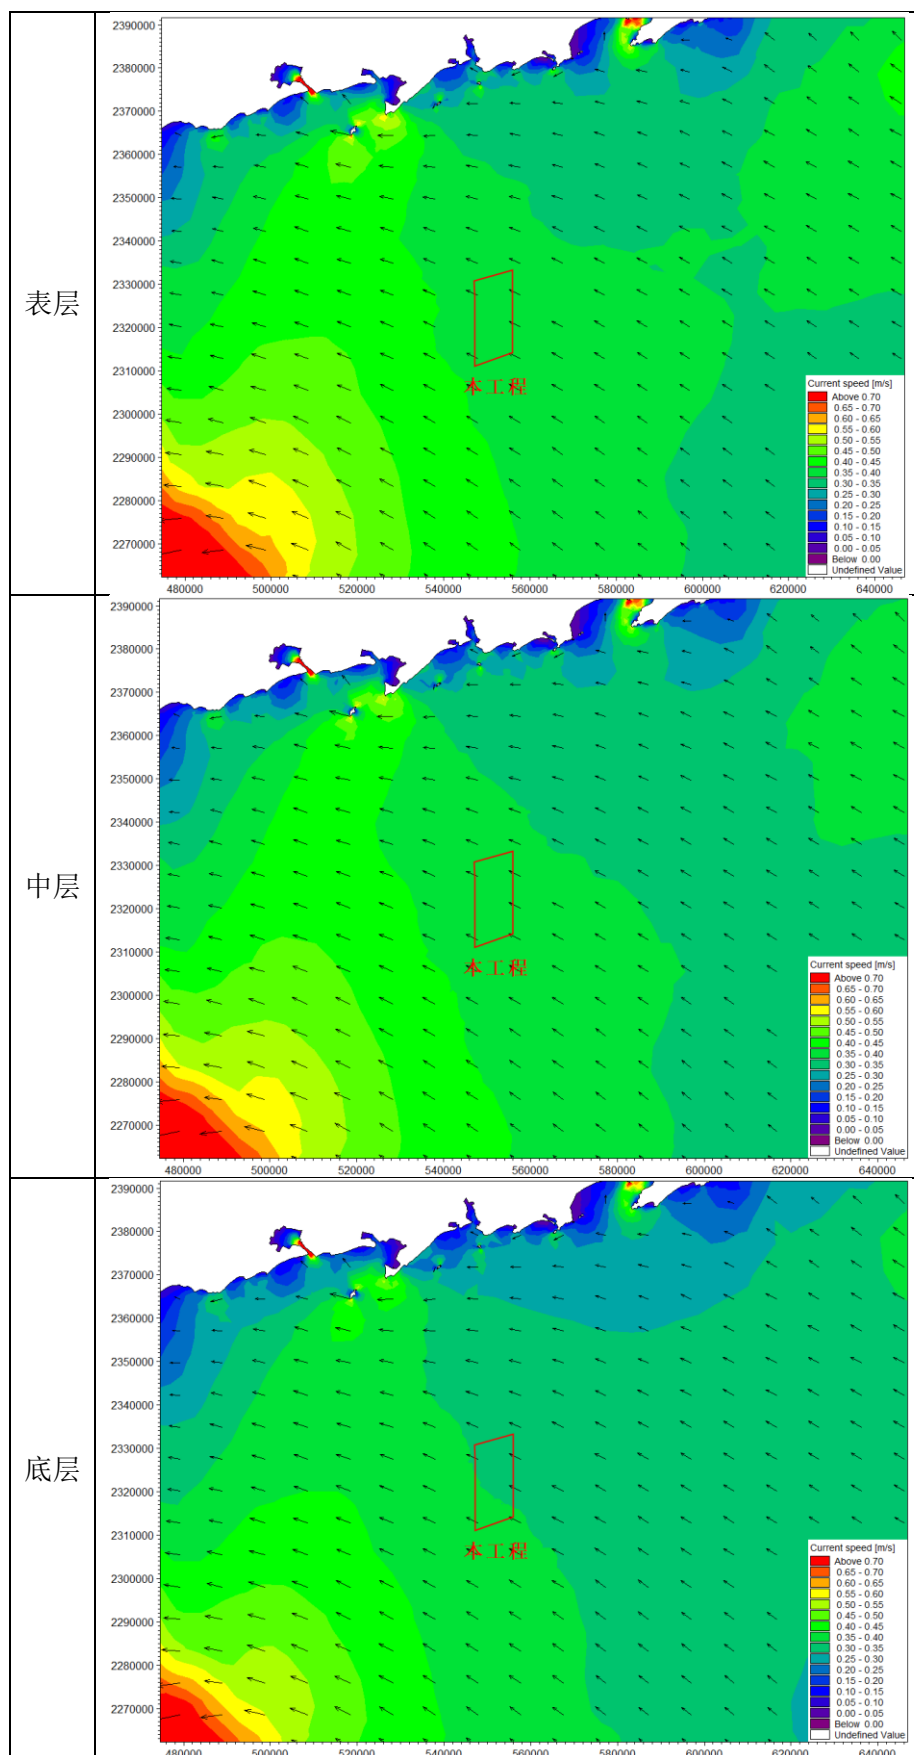 表层
2390000
2380000
2370000
2360000
2350000
2340000
2330000
2320000
2310000
2300000
2290000
2280000
2270000
本工程
Current speed [m/s]
Above 0.70
0.65 - 0.70
0.60 - 0.65
0.55 - 0.60
0.50 - 0.55
0.45 - 0.50
0.40 - 0.45
0.35 - 0.40
0.30 - 0.35
0.25 - 0.30
0.20 - 0.25
0.15 - 0.20
0.10 - 0.15
0.05 - 0.10
0.00 - 0.05
Below 0.00
Undefined Value
480000 500000 520000 540000 560000 580000 600000 620000 640000
中层
2390000
2380000
2370000
2360000
2350000
2340000
2330000
2320000
2310000
2300000
2290000
2280000
2270000
本工程
Current speed [m/s]
Above 0.70
0.65 - 0.70
0.60 - 0.65
0.55 - 0.60
0.50 - 0.55
0.45 - 0.50
0.40 - 0.45
0.35 - 0.40
0.30 - 0.35
0.25 - 0.30
0.20 - 0.25
0.15 - 0.20
0.10 - 0.15
0.05 - 0.10
0.00 - 0.05
Below 0.00
Undefined Value
480000 500000 520000 540000 560000 580000 600000 620000 640000
底层
2390000
2380000
2370000
2360000
2350000
2340000
2330000
2320000
2310000
2300000
2290000
2280000
2270000
本工程
Current speed [m/s]
Above 0.70
0.65 - 0.70
0.60 - 0.65
0.55 - 0.60
0.50 - 0.55
0.45 - 0.50
0.40 - 0.45
0.35 - 0.40
0.30 - 0.35
0.25 - 0.30
0.20 - 0.25
0.15 - 0.20
0.10 - 0.15
0.05 - 0.10
0.00 - 0.05
Below 0.00
Undefined Value
480000 500000 520000 540000 560000 580000 600000 620000 640000